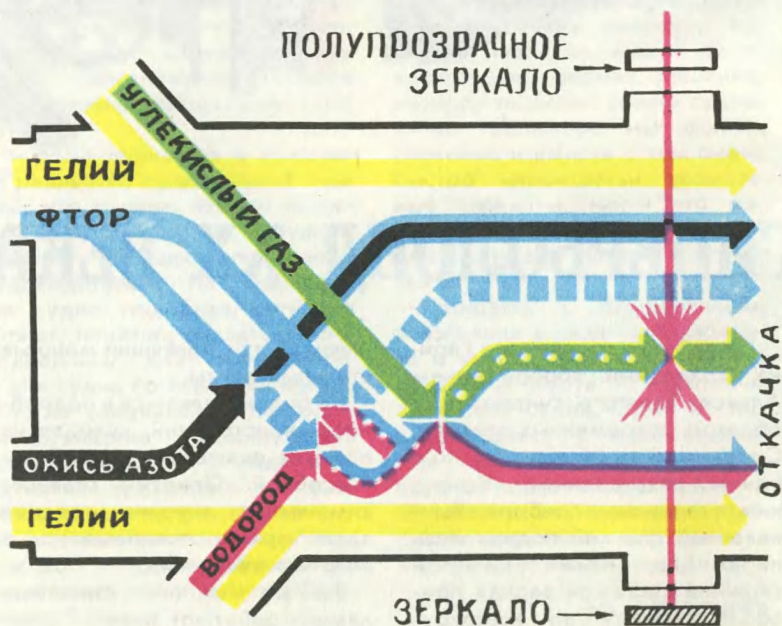 ПОЛУПРОЗРАЧНОЕ
ЗЕРКАЛО
УГЛЕКИСЛЫЙ ГАЗ
ГЕЛИЙ
ФТОР
ОКИСЬ АЗОТА
ВОДОРОД
ГЕЛИЙ
ОТКАЧКА
ЗЕРКАЛО